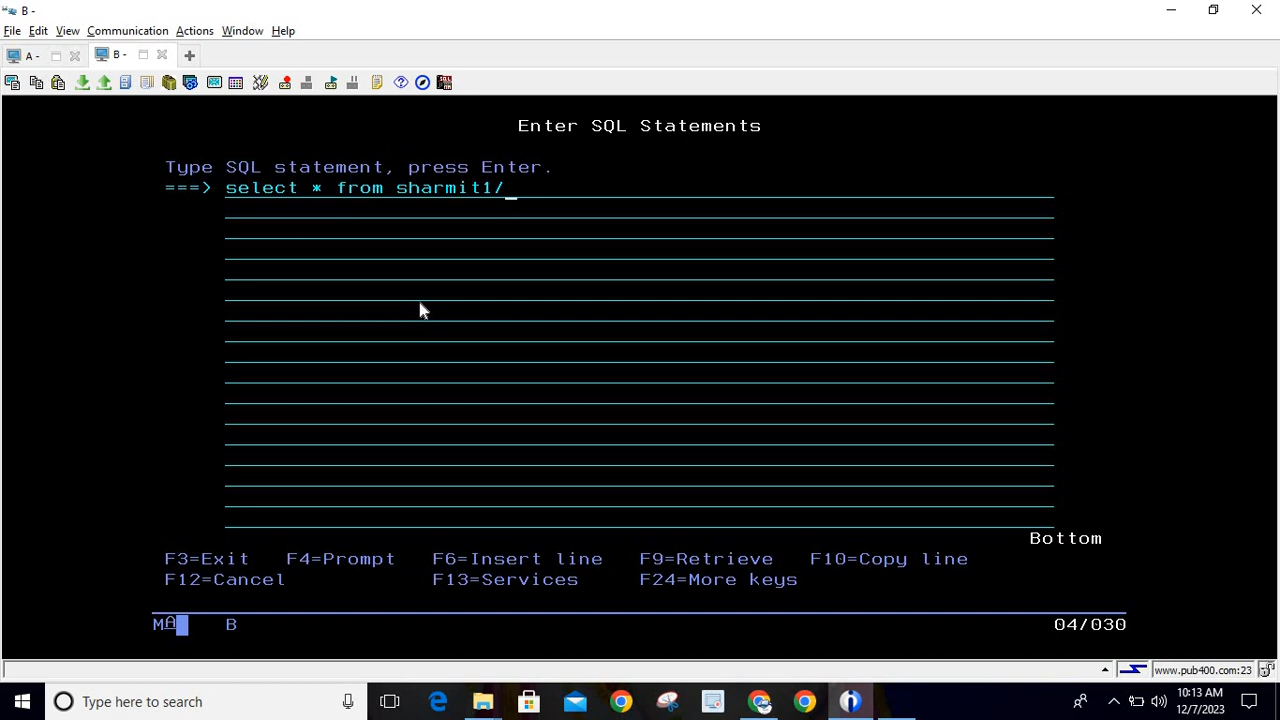 B -
File Edit View Communication Actions Window Help
A - B -
Enter SQL Statements
Type SQL statement, press Enter.
===> select * from sharmit1/_
Bottom
F3=Exit F4=Prompt F6=Insert line F9=Retrieve F10=Copy line
F12=Cancel F13=Services F24=More keys
MA B 04/030
www.pub400.com:23
Type here to search
10:13 AM
12/7/2023